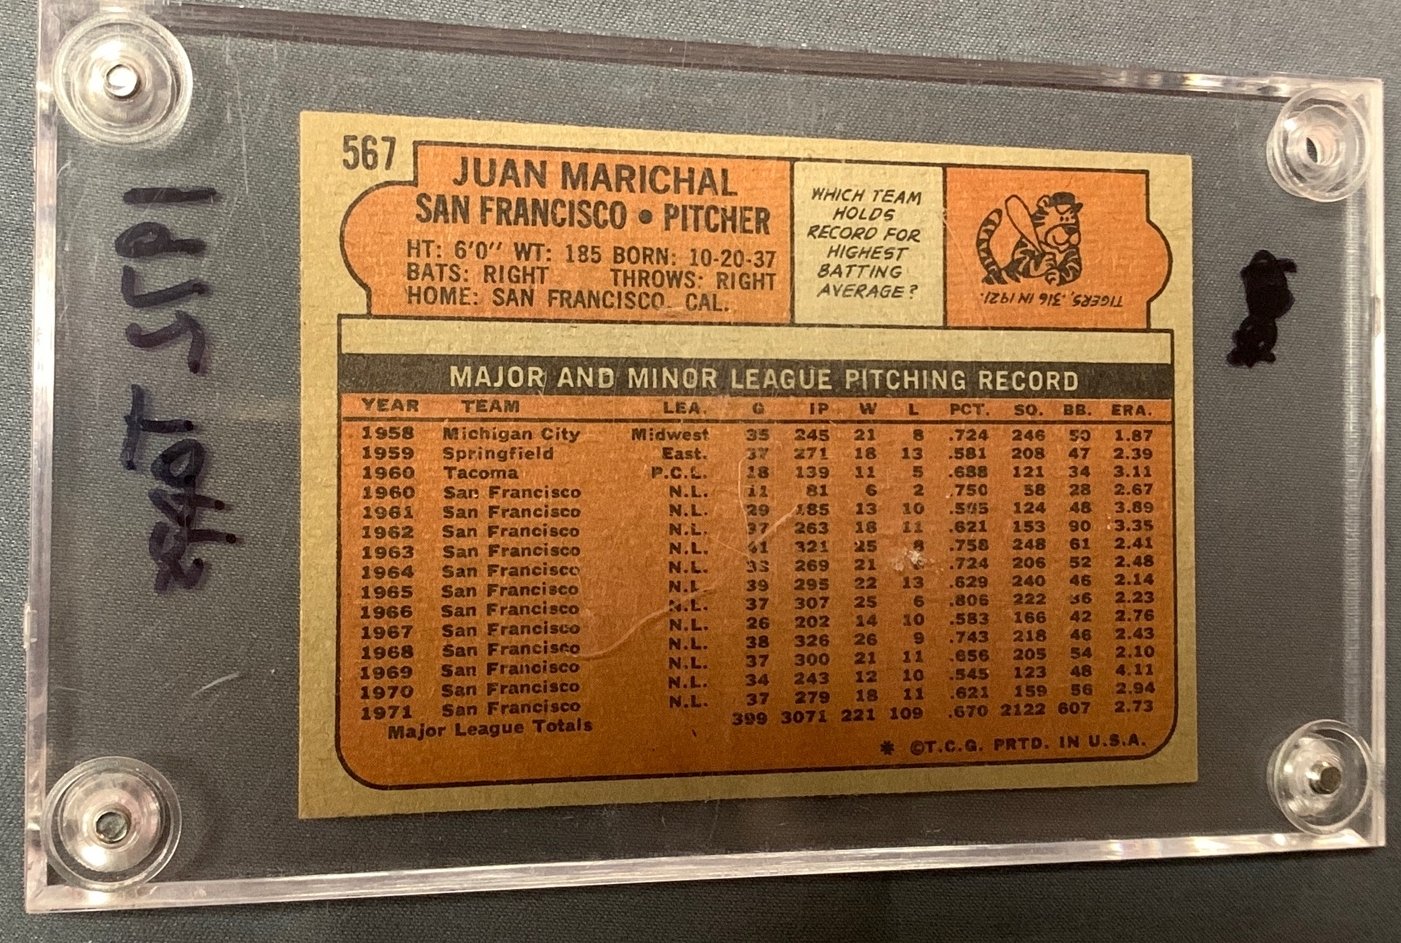 567
JUAN MARICHAL
SAN FRANCISCO • PITCHER
HT: 6'0" WT: 185 BORN: 10-20-37
BATS: RIGHT THROWS: RIGHT
HOME: SAN FRANCISCO, CAL.
WHICH TEAM
HOLDS
RECORD FOR
HIGHEST
BATTING
AVERAGE?
TIGERS, .316 IN 1921.
MAJOR AND MINOR LEAGUE PITCHING RECORD
YEAR TEAM LEA. G IP W L PCT. SO. BB. ERA.
1958 Michigan City Midwest 35 245 21 8 .724 246 50 1.87
1959 Springfield East. 37 271 18 13 .581 208 47 2.39
1960 Tacoma P.C.L. 18 139 11 5 .688 121 34 3.11
1960 San Francisco N.L. 11 81 6 2 .750 58 28 2.67
1961 San Francisco N.L. 29 185 13 10 .565 124 48 3.89
1962 San Francisco N.L. 37 263 18 11 .621 153 90 3.35
1963 San Francisco N.L. 41 321 25 8 .758 248 61 2.41
1964 San Francisco N.L. 33 269 21 8 .724 206 52 2.48
1965 San Francisco N.L. 39 295 22 13 .629 240 46 2.14
1966 San Francisco N.L. 37 307 25 6 .806 222 36 2.23
1967 San Francisco N.L. 26 202 14 10 .583 166 42 2.76
1968 San Francisco N.L. 38 326 26 9 .743 218 46 2.43
1969 San Francisco N.L. 37 300 21 11 .656 205 54 2.10
1970 San Francisco N.L. 34 243 12 10 .545 123 48 4.11
1971 San Francisco N.L. 37 279 18 11 .621 159 56 2.94
Major League Totals 399 3071 221 109 .670 2122 607 2.73
* ©T.C.G. PRTD. IN U.S.A.